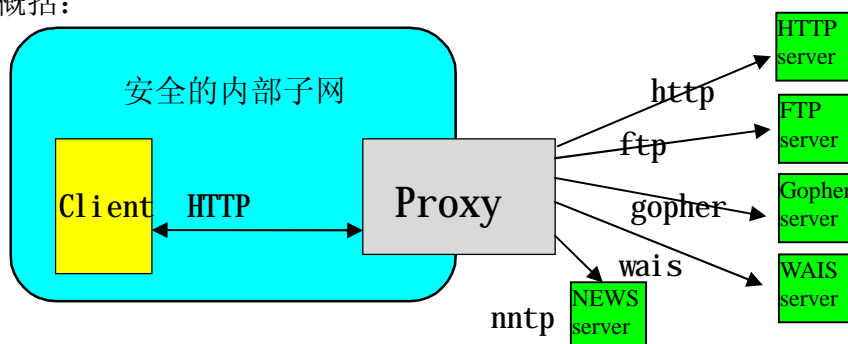 概括：
安全的内部子网
Client
HTTP
Proxy
http
ftp
gopher
wais
nntp
HTTP
server
FTP
server
Gopher
server
WAIS
server
NEWS
server